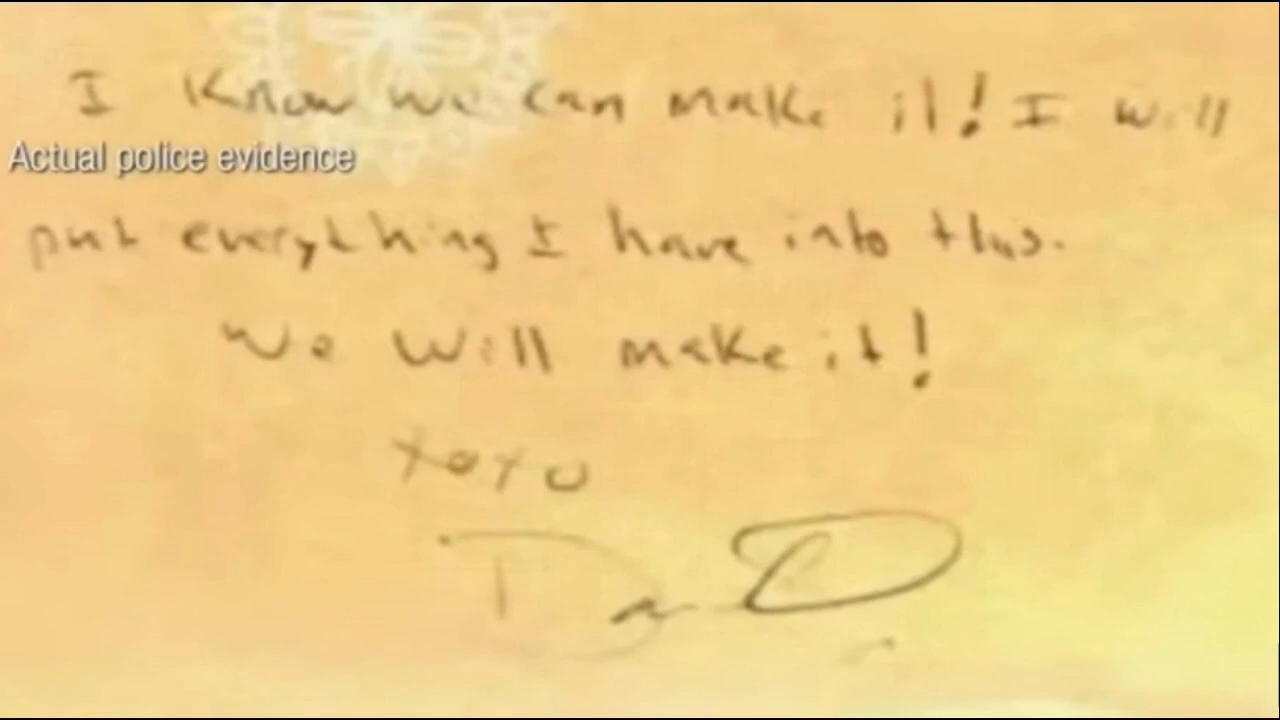 I Know we can make it! I will
Actual police evidence
put everything I have into this.
We will make it!
xoxo